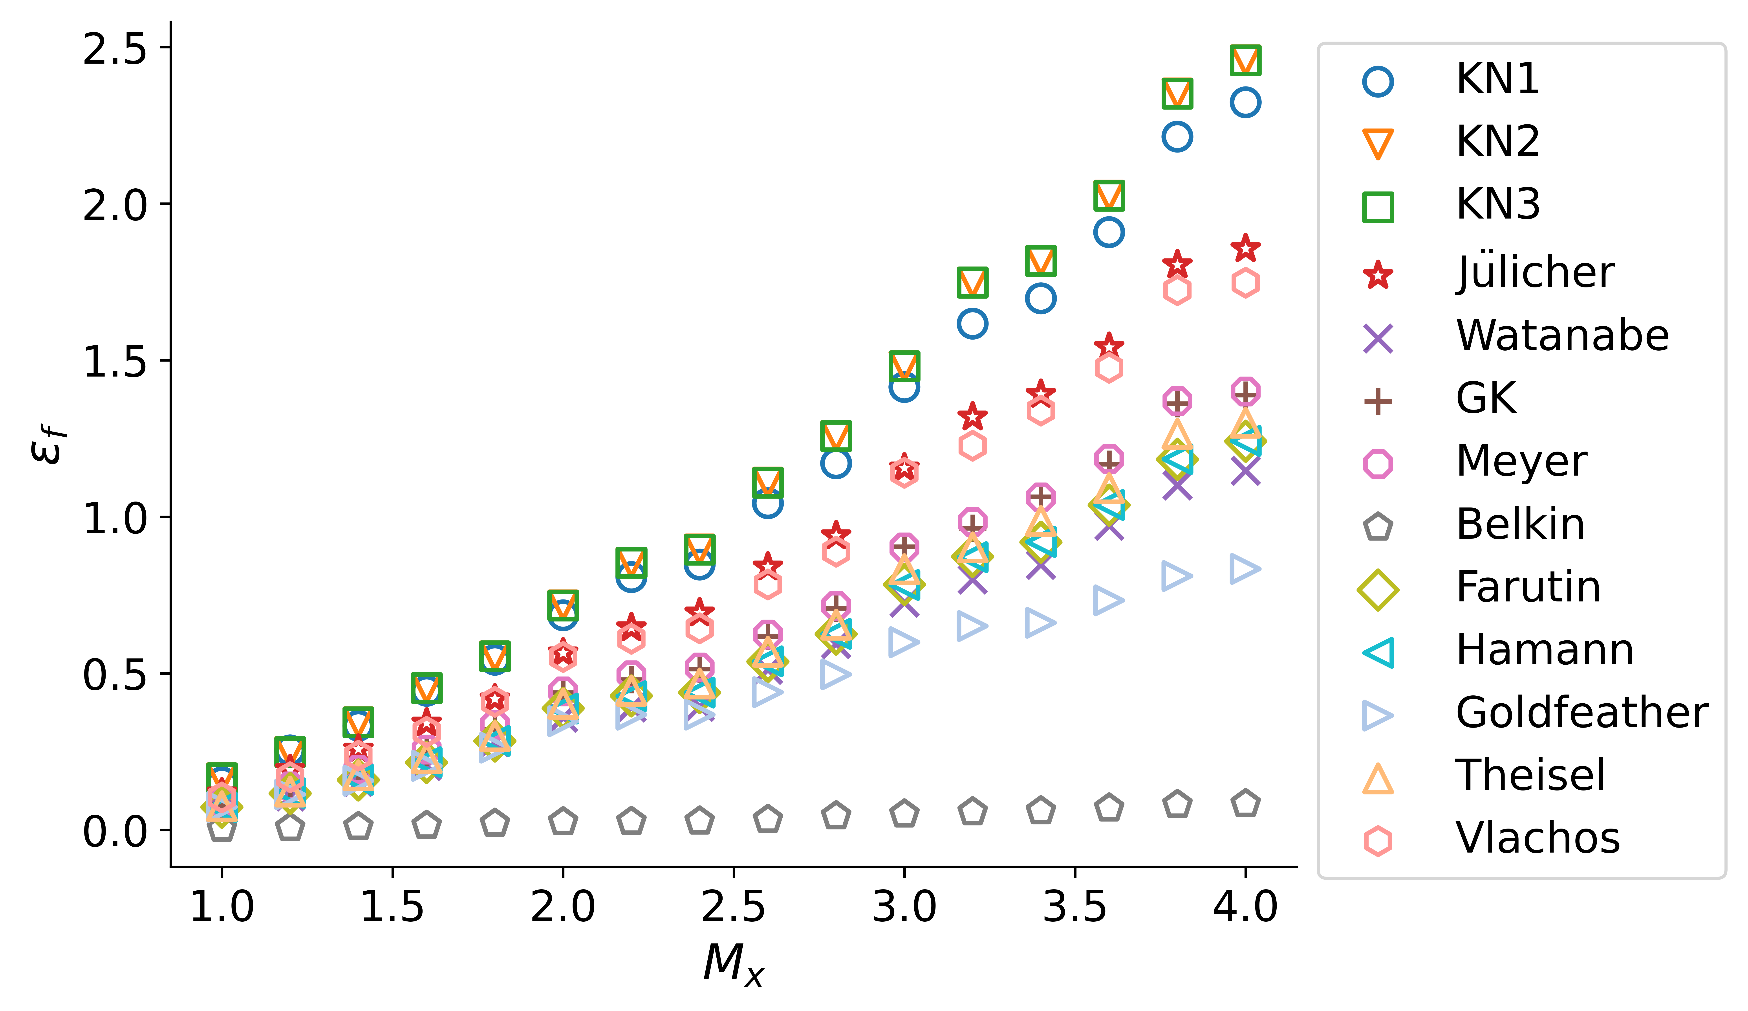 2.5
2.0
1.5
1.0
0.5
0.0
ε_f
1.0 1.5 2.0 2.5 3.0 3.5 4.0
M_x
KN1
KN2
KN3
Jülicher
Watanabe
GK
Meyer
Belkin
Farutin
Hamann
Goldfeather
Theisel
Vlachos